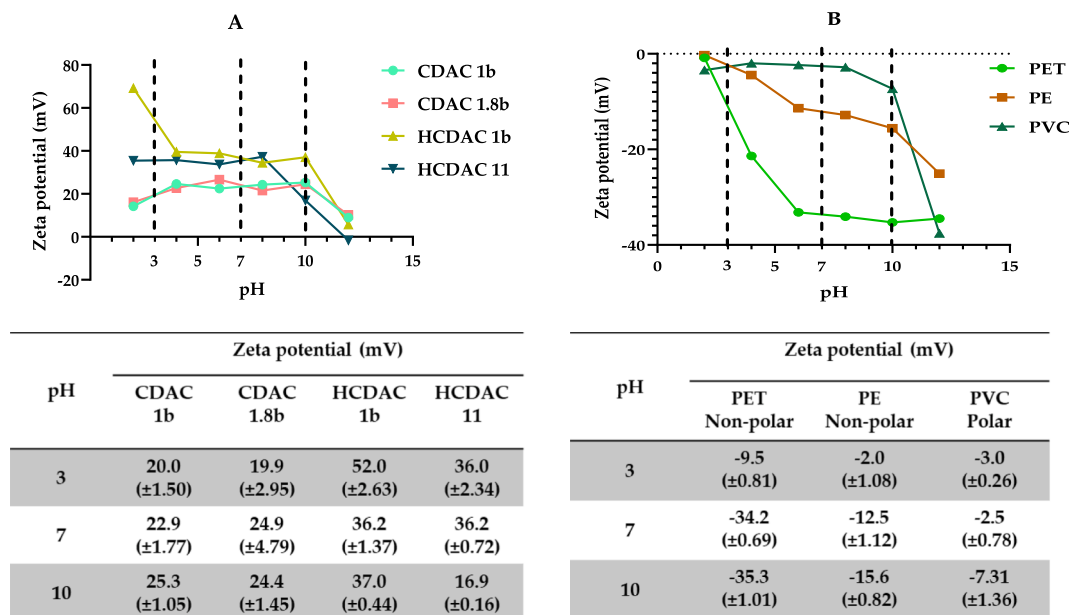 A
80
60
40
20
0
-20
Zeta potential (mV)
3
5
7
10
15
pH
CDAC 1b
CDAC 1.8b
HCDAC 1b
HCDAC 11
B
0
-20
-40
Zeta potential (mV)
0
3
5
7
10
15
pH
PET
PE
PVC
Zeta potential (mV)
pH
CDAC 1b
CDAC 1.8b
HCDAC 1b
HCDAC 11
3
20.0 19.9 52.0 36.0
(±1.50) (±2.95) (±2.63) (±2.34)
7
22.9 24.9 36.2 36.2
(±1.77) (±4.79) (±1.37) (±0.72)
10
25.3 24.4 37.0 16.9
(±1.05) (±1.45) (±0.44) (±0.16)
Zeta potential (mV)
pH
PET PE PVC
Non-polar Non-polar Polar
3
-9.5 -2.0 -3.0
(±0.81) (±1.08) (±0.26)
7
-34.2 -12.5 -2.5
(±0.69) (±1.12) (±0.78)
10
-35.3 -15.6 -7.31
(±1.01) (±0.82) (±1.36)